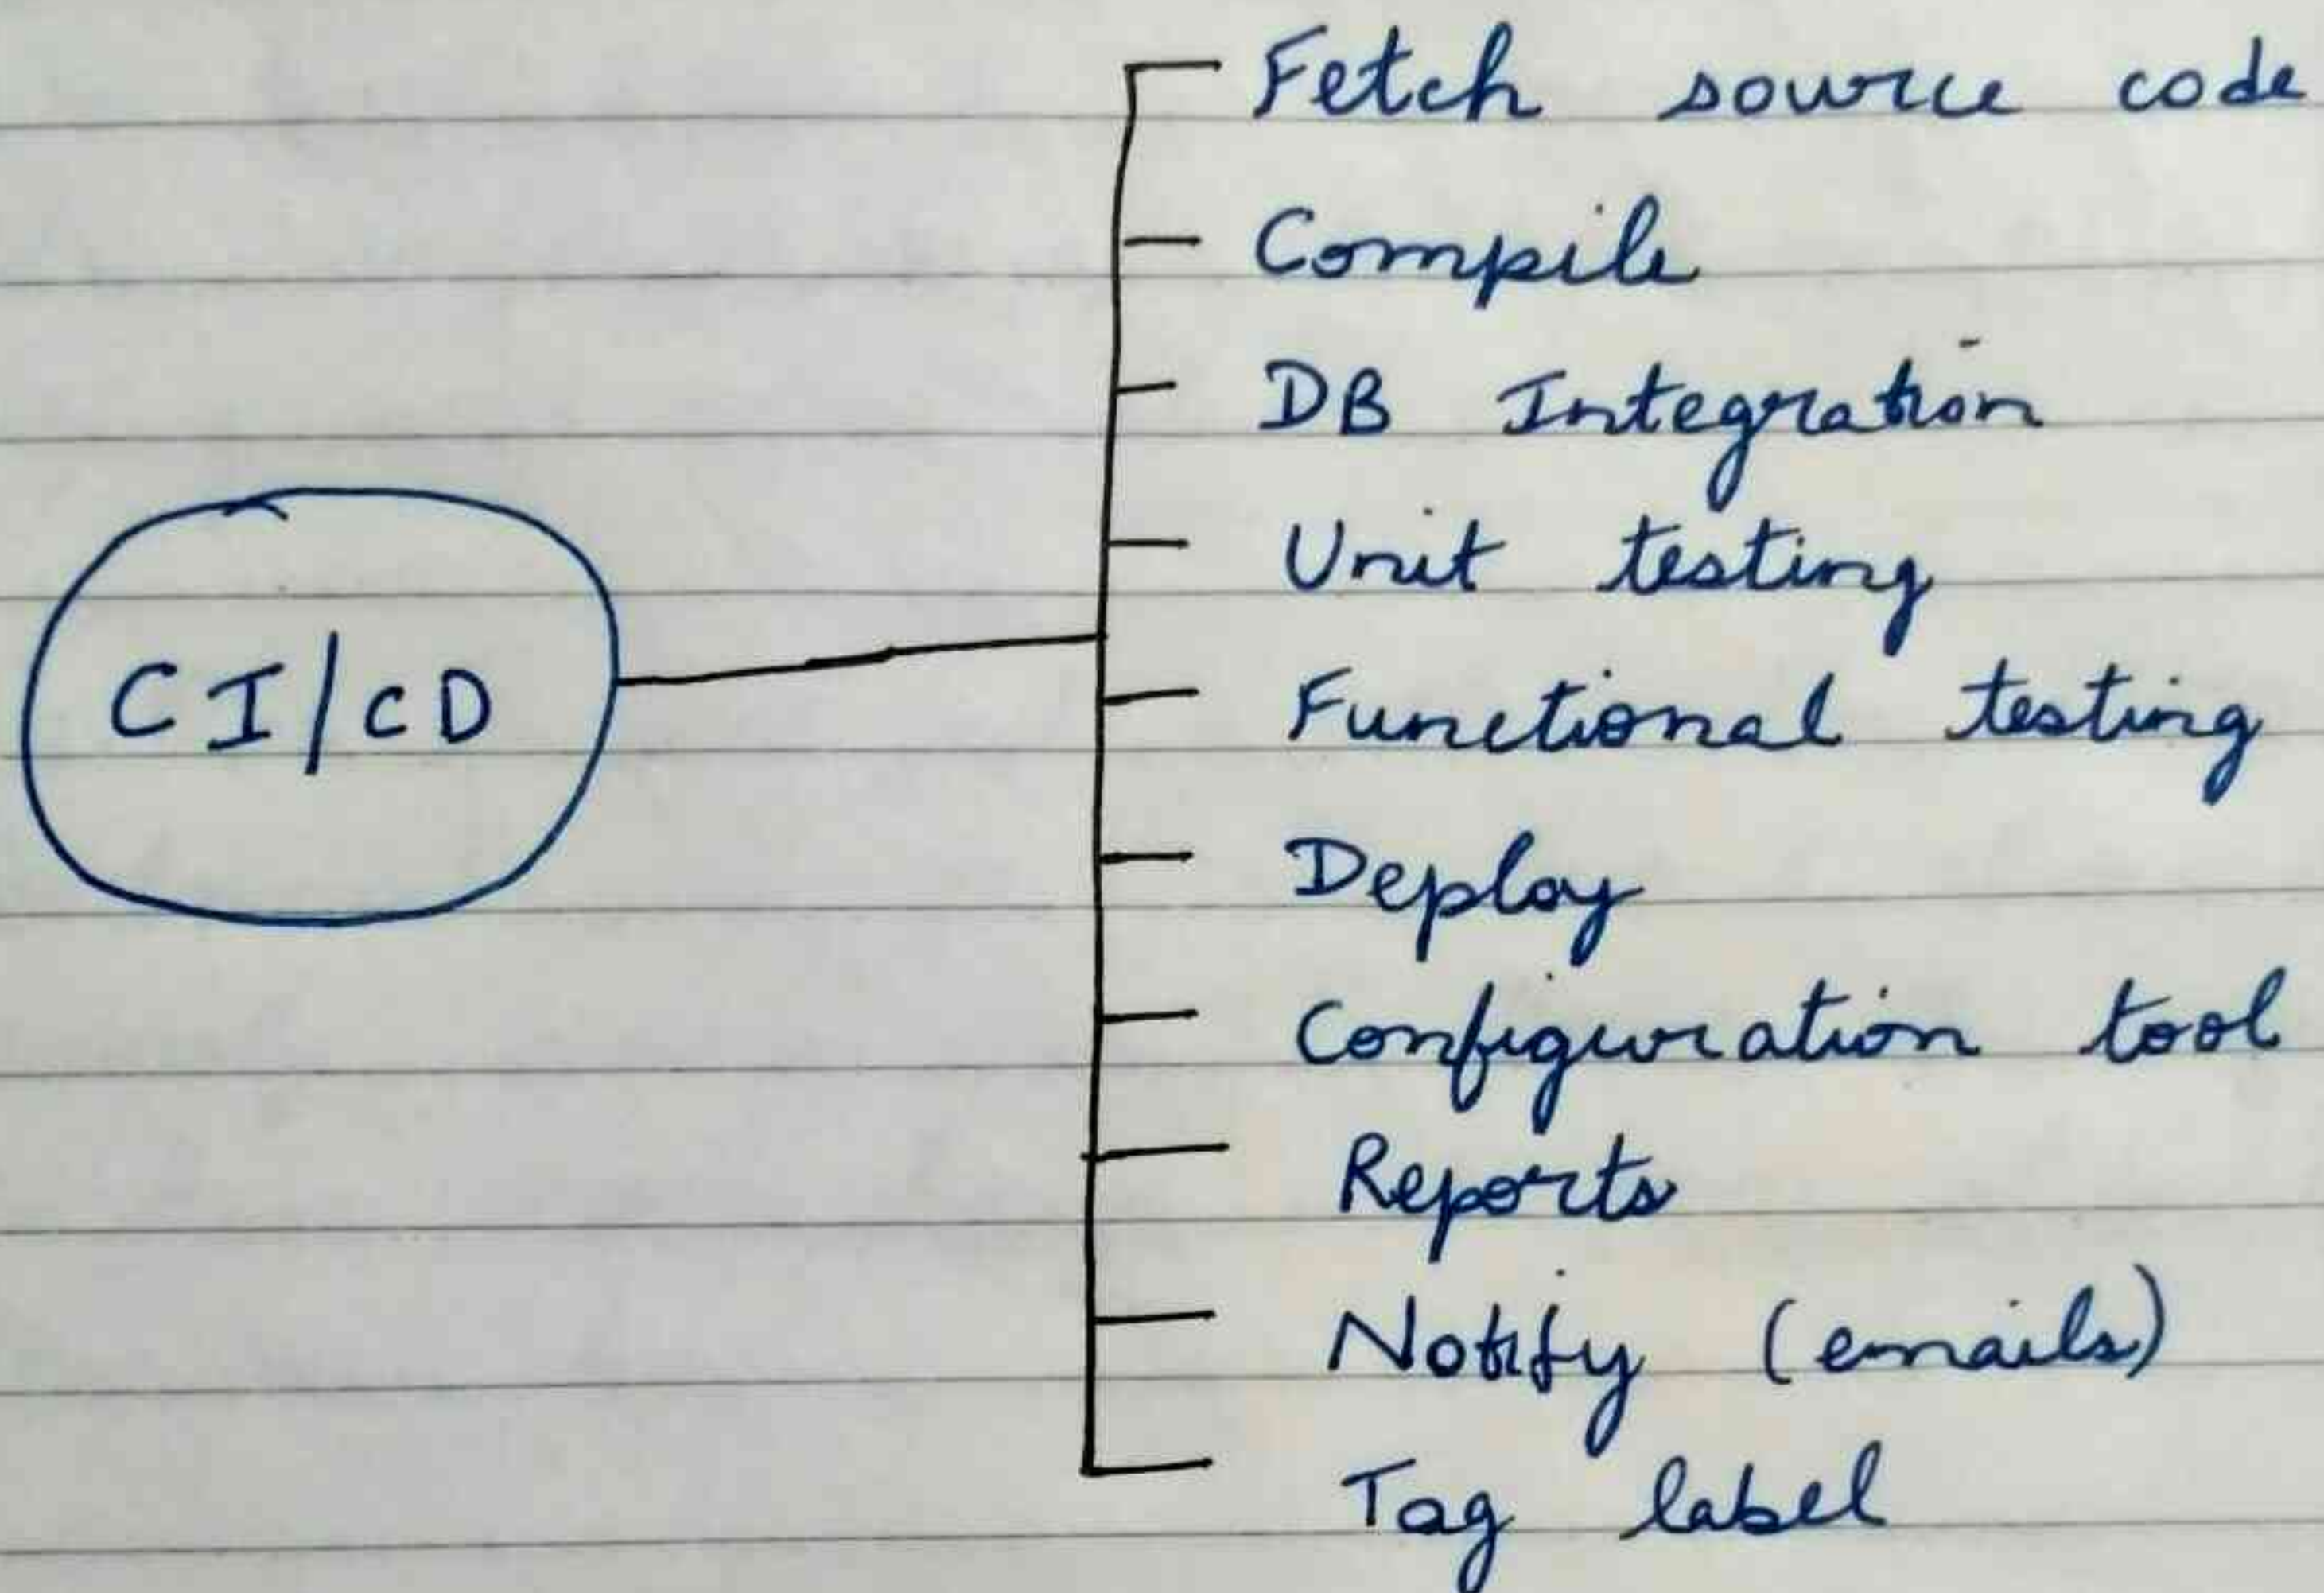 Fetch source code
Compile
DB Integration
Unit testing
CI/CD
Functional testing
Deploy
Configuration tool
Reports
Notify (emails)
Tag label